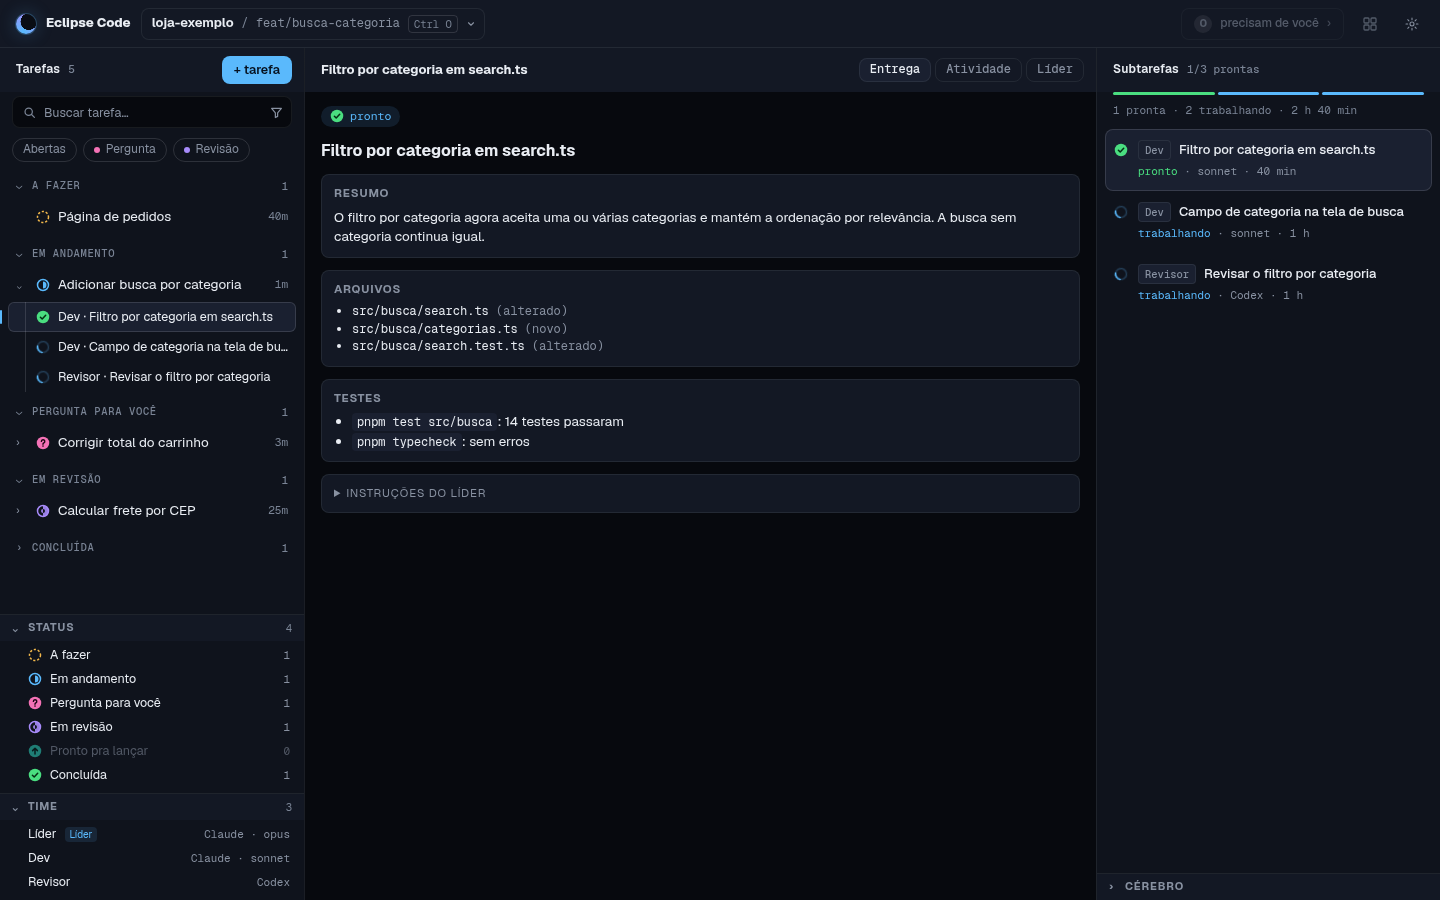 Eclipse Code
loja-exemplo / feat/busca-categoria Ctrl O
0 precisam de você ›
Tarefas 5
+ tarefa
Buscar tarefa…
Abertas
Pergunta
Revisão
A FAZER 1
Página de pedidos 40m
EM ANDAMENTO 1
Adicionar busca por categoria 1m
Dev · Filtro por categoria em search.ts
Dev · Campo de categoria na tela de bu…
Revisor · Revisar o filtro por categoria
PERGUNTA PARA VOCÊ 1
Corrigir total do carrinho 3m
EM REVISÃO 1
Calcular frete por CEP 25m
CONCLUÍDA 1
STATUS 4
A fazer 1
Em andamento 1
Pergunta para você 1
Em revisão 1
Pronto pra lançar 0
Concluída 1
TIME 3
Líder Líder Claude · opus
Dev Claude · sonnet
Revisor Codex
Filtro por categoria em search.ts
Entrega
Atividade
Líder
pronto
Filtro por categoria em search.ts
RESUMO
O filtro por categoria agora aceita uma ou várias categorias e mantém a ordenação por relevância. A busca sem
categoria continua igual.
ARQUIVOS
• src/busca/search.ts (alterado)
• src/busca/categorias.ts (novo)
• src/busca/search.test.ts (alterado)
TESTES
• pnpm test src/busca : 14 testes passaram
• pnpm typecheck : sem erros
INSTRUÇÕES DO LÍDER
Subtarefas 1/3 prontas
1 pronta · 2 trabalhando · 2 h 40 min
Dev Filtro por categoria em search.ts
pronto · sonnet · 40 min
Dev Campo de categoria na tela de busca
trabalhando · sonnet · 1 h
Revisor Revisar o filtro por categoria
trabalhando · Codex · 1 h
CÉREBRO